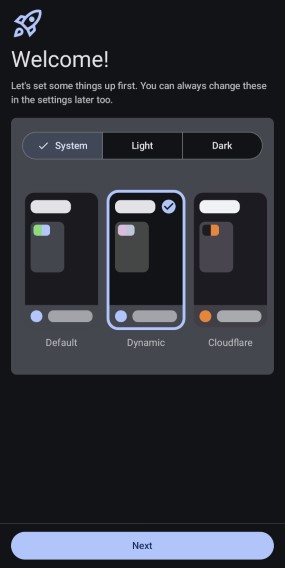 Welcome!
Let's set some things up first. You can always change these
in the settings later too.
System
Light
Dark
Default
Dynamic
Cloudflare
Next